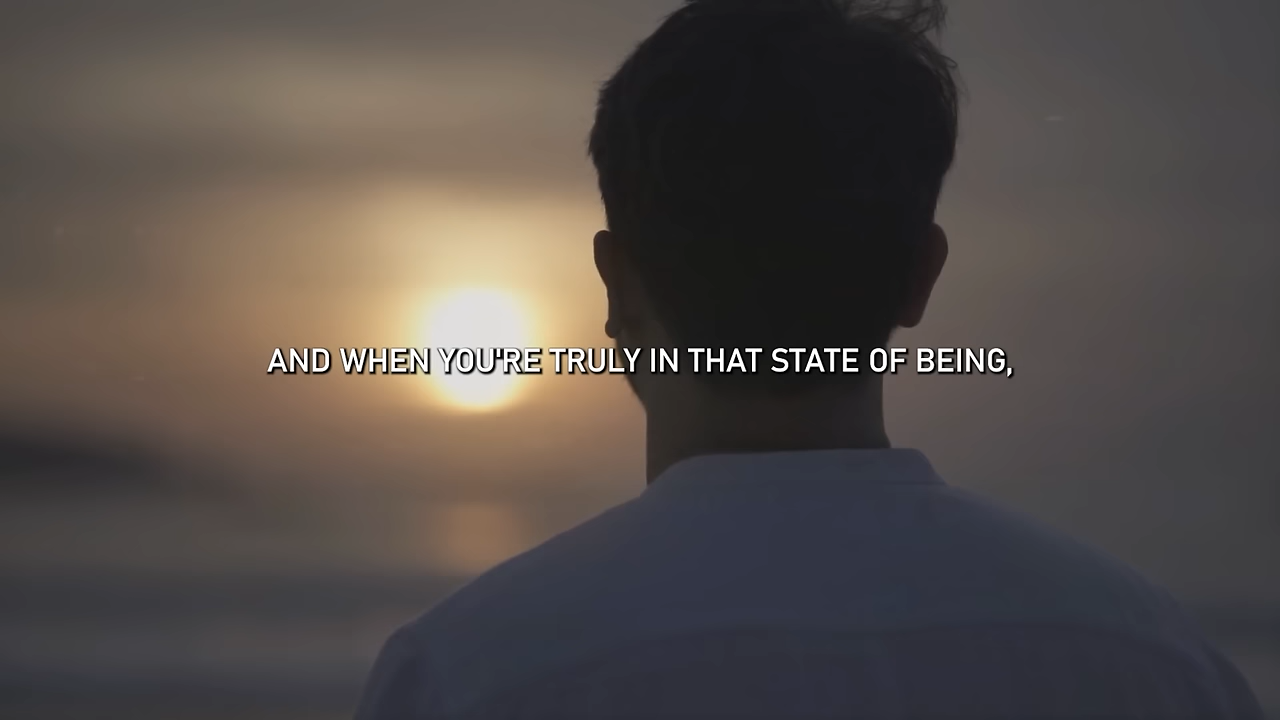 AND WHEN YOU'RE TRULY IN THAT STATE OF BEING,